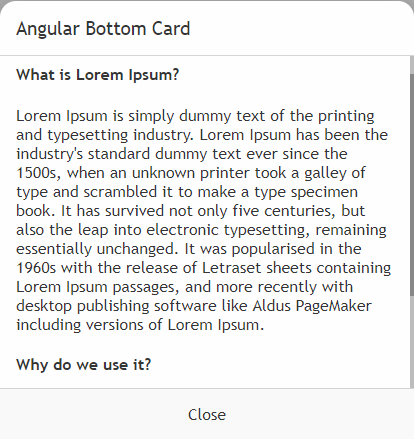 Angular Bottom Card
What is Lorem Ipsum?
Lorem Ipsum is simply dummy text of the printing
and typesetting industry. Lorem Ipsum has been the
industry's standard dummy text ever since the
1500s, when an unknown printer took a galley of
type and scrambled it to make a type specimen
book. It has survived not only five centuries, but
also the leap into electronic typesetting, remaining
essentially unchanged. It was popularised in the
1960s with the release of Letraset sheets containing
Lorem Ipsum passages, and more recently with
desktop publishing software like Aldus PageMaker
including versions of Lorem Ipsum.
Why do we use it?
Close